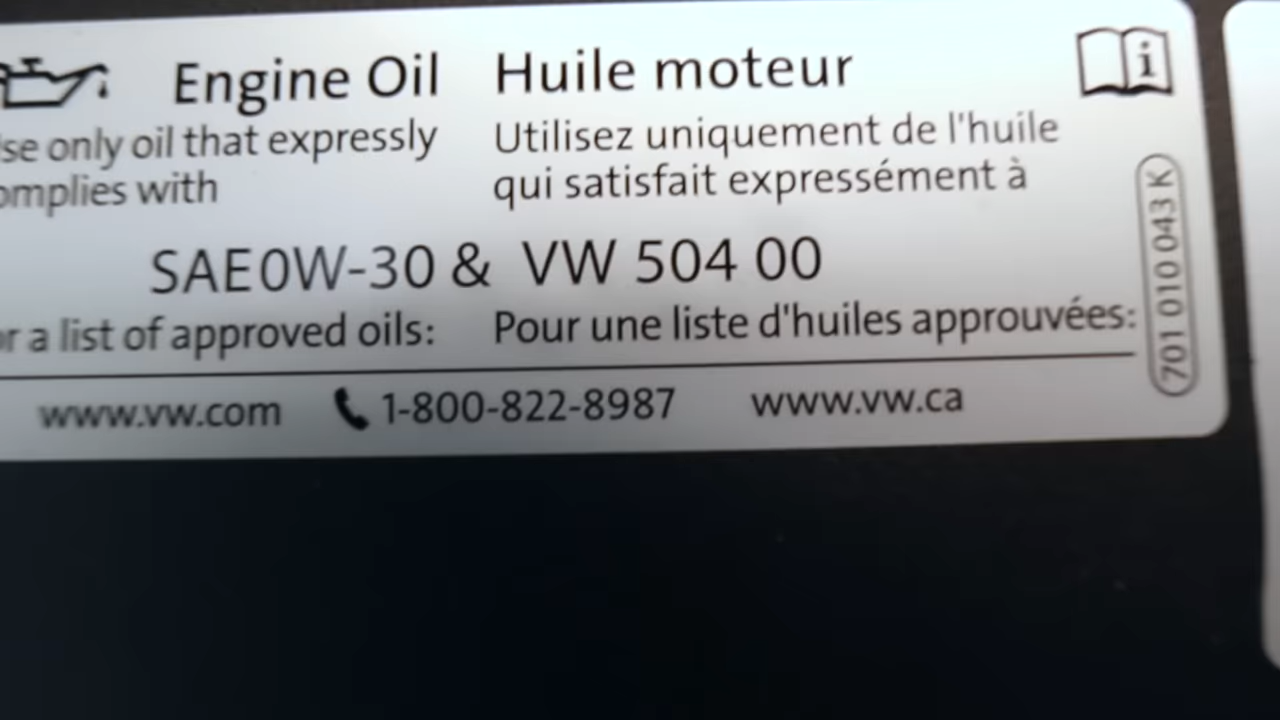 Engine Oil Huile moteur
only oil that expressly Utilisez uniquement de l'huile
with qui satisfait expressément à
SAE0W-30 & VW 504 00
a list of approved oils: Pour une liste d'huiles approuvées:
www.vw.com 1-800-822-8987 www.vw.ca
701 010 043 K
i